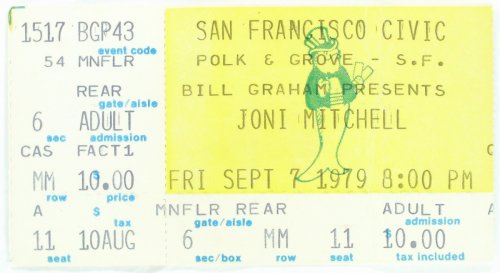 1517 BGP43
event code
54 MNFLR
REAR
gate/aisle
6 ADULT
sec admission
CAS FACT1
MM 10.00
row price
A $
tax
11 10AUG
seat
SAN FRANCISCO CIVIC
POLK & GROVE - S.F.
BILL GRAHAM PRESENTS
JONI MITCHELL
FRI SEPT 7 1979 8:00 PM
MNFLR REAR ADULT A
gate/aisle admission
6 MM 11 10.00
sec/box row seat $ tax included